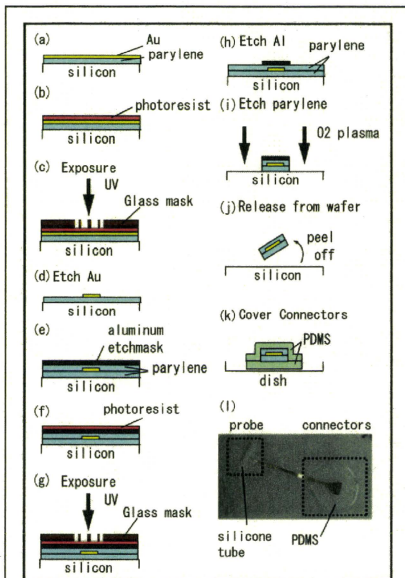 (a)
Au
parylene
silicon
(b)
photoresist
silicon
(c) Exposure
UV
Glass mask
silicon
(d) Etch Au
silicon
(e)
aluminum
etchmask
parylene
silicon
(f)
photoresist
silicon
(g) Exposure
UV
Glass mask
silicon
(h) Etch Al
parylene
silicon
(i) Etch parylene
O2 plasma
silicon
(j) Release from wafer
peel
off
silicon
(k) Cover Connectors
PDMS
dish
(l)
probe connectors
silicone
tube
PDMS